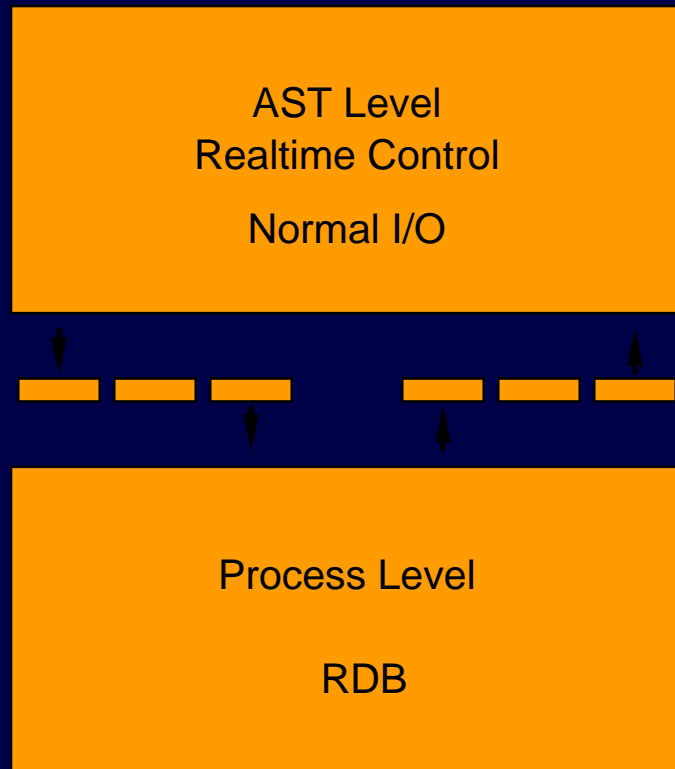 AST Level
Realtime Control
Normal I/O
Process Level
RDB